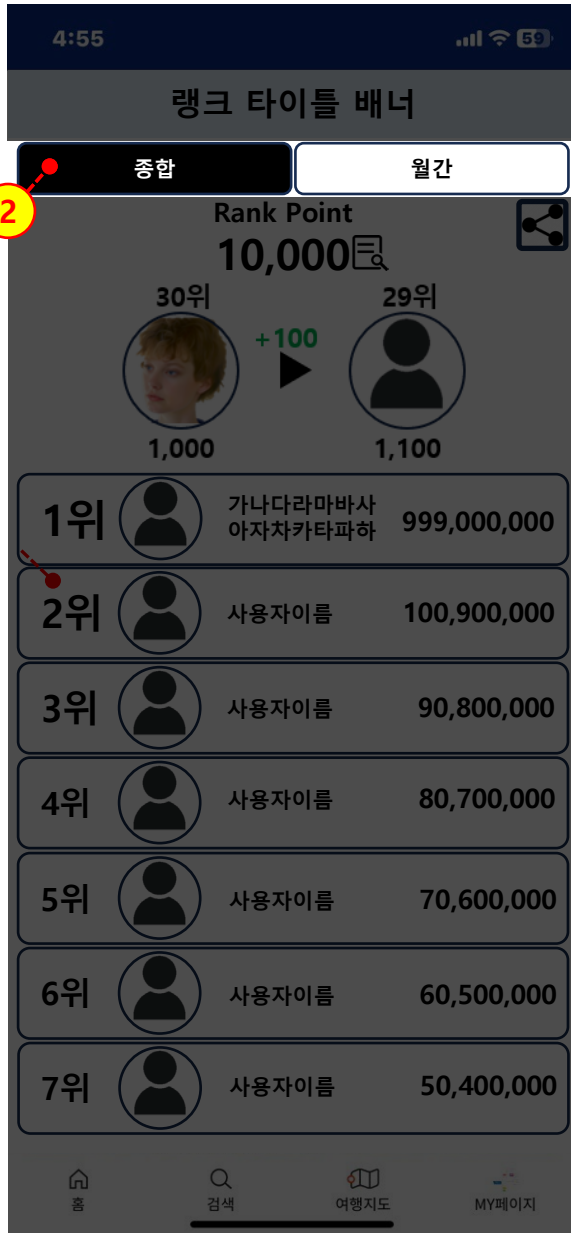 4:55
59
랭크 타이틀 배너
종합
월간
2
Rank Point
10,000
30위
29위
+100
1,000
1,100
1위
가나다라마바사
아자차카타파하
999,000,000
2위
사용자이름
100,900,000
3위
사용자이름
90,800,000
4위
사용자이름
80,700,000
5위
사용자이름
70,600,000
6위
사용자이름
60,500,000
7위
사용자이름
50,400,000
홈
검색
여행지도
MY페이지